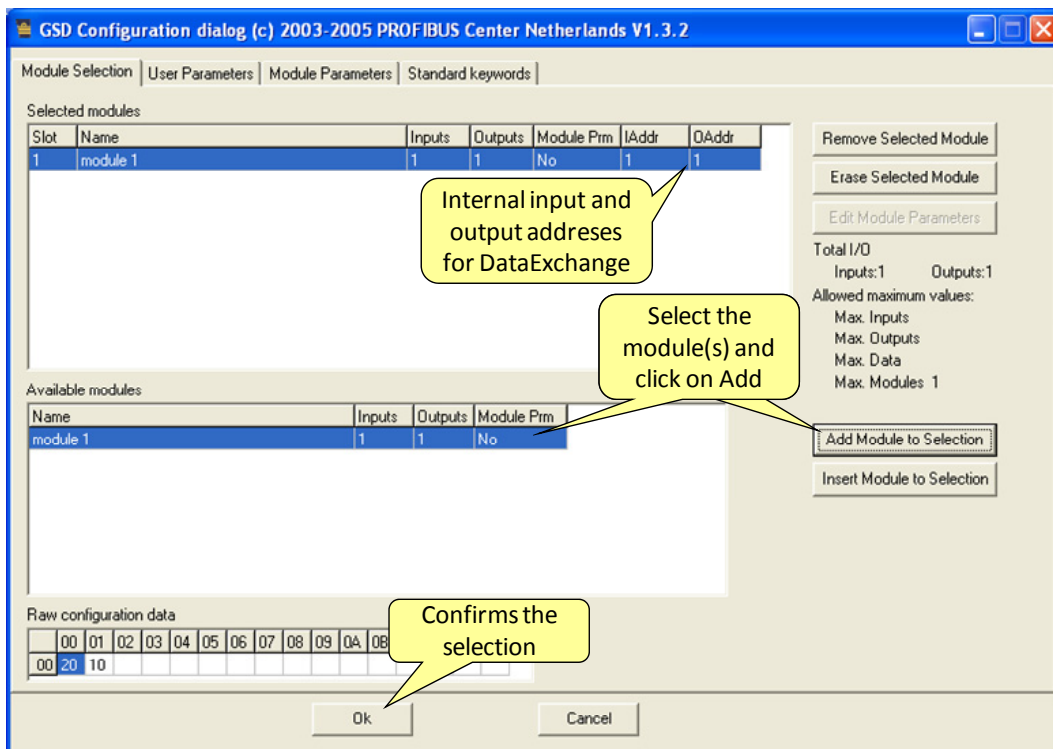 GSD Configuration dialog (c) 2003-2005 PROFIBUS Center Netherlands V1.3.2
Module Selection User Parameters Module Parameters Standard keywords
Selected modules
Slot Name Inputs Outputs Module Prm IAddr OAddr
1 module 1 1 1 No 1 1
Internal input and
output addreses
for DataExchange
Remove Selected Module
Erase Selected Module
Edit Module Parameters
Total I/O
Inputs:1 Outputs:1
Allowed maximum values:
Max. Inputs
Max. Outputs
Max. Data
Max. Modules 1
Select the
module(s) and
click on Add
Available modules
Name Inputs Outputs Module Prm
module 1 1 1 No
Add Module to Selection
Insert Module to Selection
Raw configuration data
00 01 02 03 04 05 06 07 08 09 0A 0B
00 20 10
Confirms the
selection
Ok Cancel